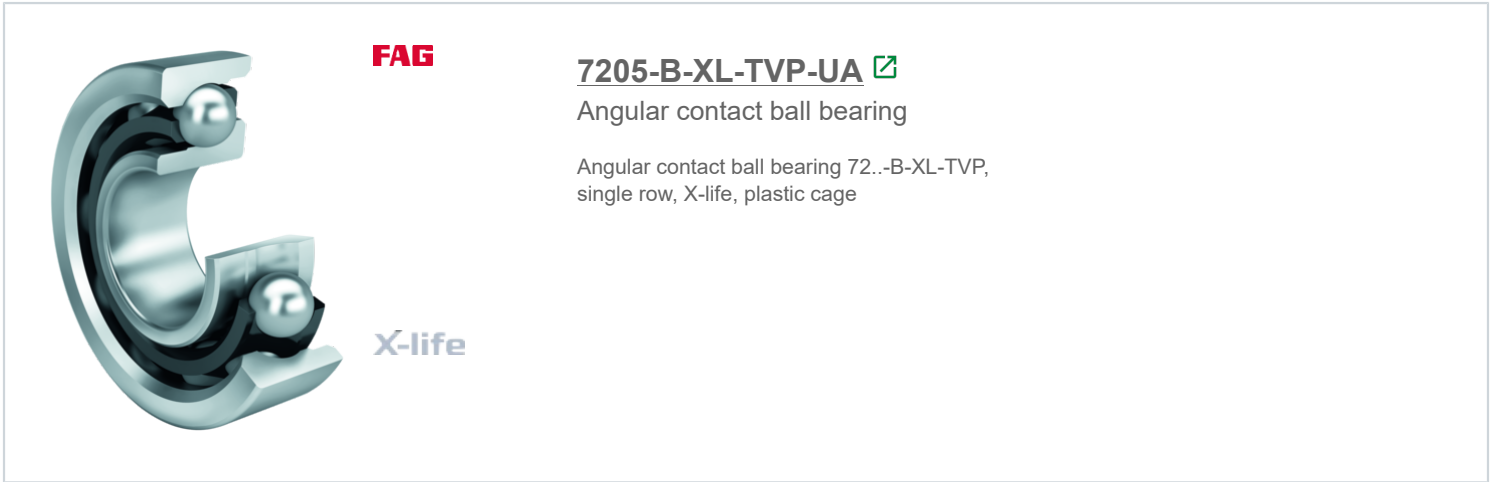 FAG
7205-B-XL-TVP-UA
Angular contact ball bearing
Angular contact ball bearing 72..-B-XL-TVP,
single row, X-life, plastic cage
X-life